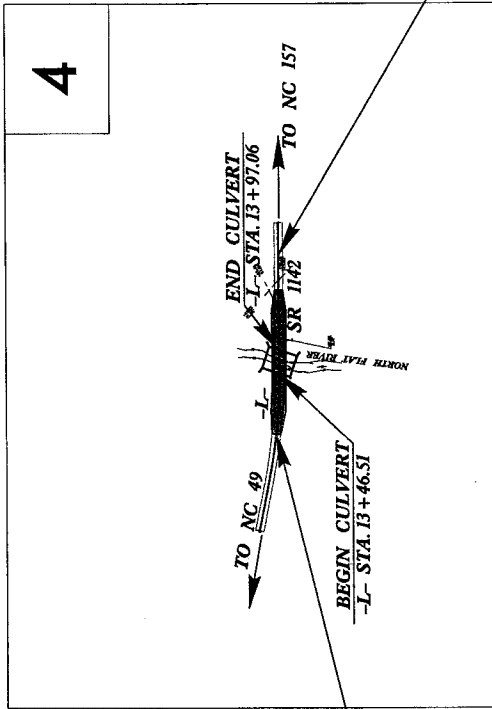 4
TO NC 157
END CULVERT
-L- STA. 13 + 97.06
SR 1142
-L-
NORTH FLAT RIVER
TO NC 49
BEGIN CULVERT
-L- STA. 13 + 46.51